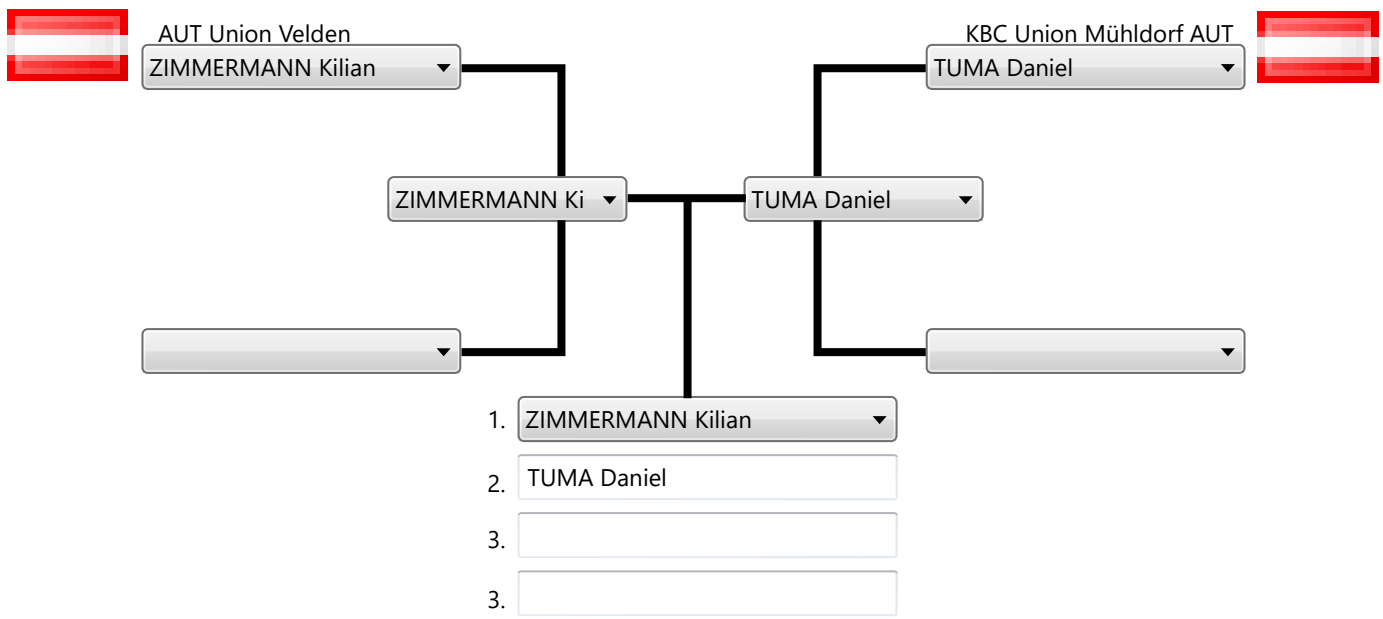 AUT Union Velden
KBC Union Mühldorf AUT
ZIMMERMANN Kilian
TUMA Daniel
ZIMMERMANN Ki
TUMA Daniel
1. ZIMMERMANN Kilian
2. TUMA Daniel
3.
3.